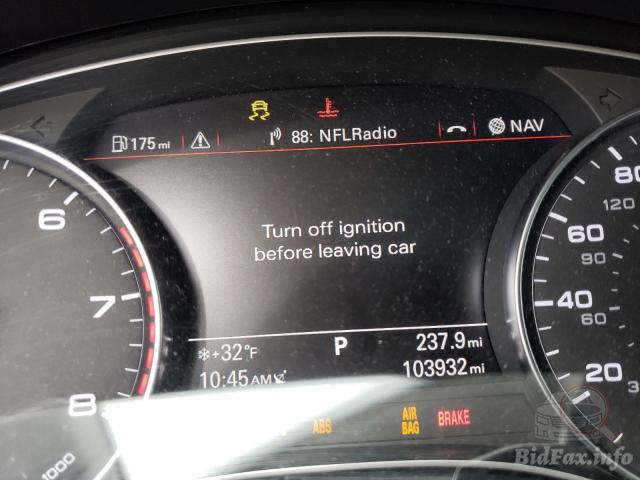 175 mi
88: NFLRadio
NAV
Turn off ignition
before leaving car
+32°F
P
237.9 mi
10:45 AM
103932 mi
6
7
8
1000
80
120
60
90
40
60
20
ABS
AIR
BAG
BRAKE
BidFax.info